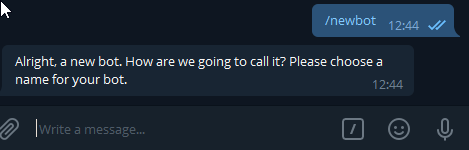 /newbot
12:44
Alright, a new bot. How are we going to call it? Please choose a
name for your bot.
12:44
Write a message...